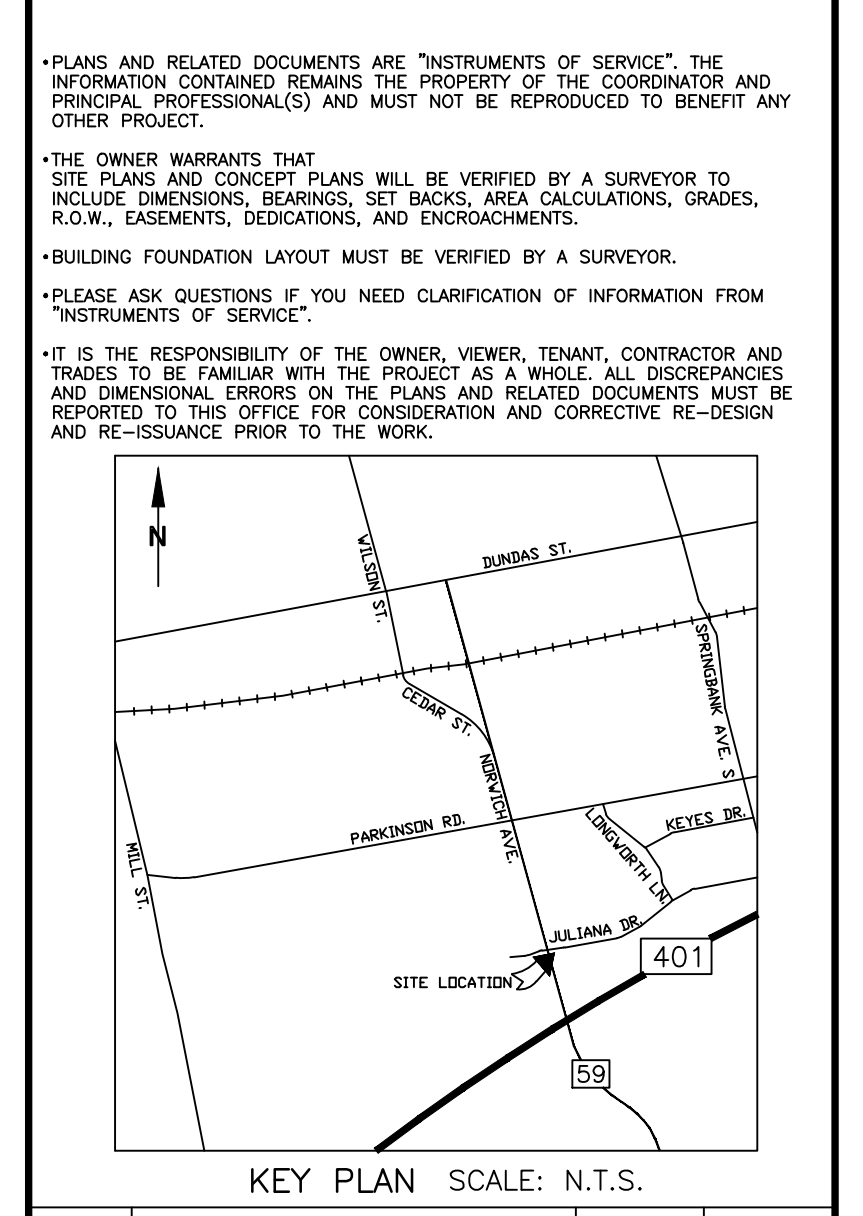 •PLANS AND RELATED DOCUMENTS ARE "INSTRUMENTS OF SERVICE". THE
INFORMATION CONTAINED REMAINS THE PROPERTY OF THE COORDINATOR AND
PRINCIPAL PROFESSIONAL(S) AND MUST NOT BE REPRODUCED TO BENEFIT ANY
OTHER PROJECT.
•THE OWNER WARRANTS THAT
SITE PLANS AND CONCEPT PLANS WILL BE VERIFIED BY A SURVEYOR TO
INCLUDE DIMENSIONS, BEARINGS, SET BACKS, AREA CALCULATIONS, GRADES,
R.O.W., EASEMENTS, DEDICATIONS, AND ENCROACHMENTS.
•BUILDING FOUNDATION LAYOUT MUST BE VERIFIED BY A SURVEYOR.
•PLEASE ASK QUESTIONS IF YOU NEED CLARIFICATION OF INFORMATION FROM
"INSTRUMENTS OF SERVICE".
•IT IS THE RESPONSIBILITY OF THE OWNER, VIEWER, TENANT, CONTRACTOR AND
TRADES TO BE FAMILIAR WITH THE PROJECT AS A WHOLE. ALL DISCREPANCIES
AND DIMENSIONAL ERRORS ON THE PLANS AND RELATED DOCUMENTS MUST BE
REPORTED TO THIS OFFICE FOR CONSIDERATION AND CORRECTIVE RE-DESIGN
AND RE-ISSUANCE PRIOR TO THE WORK.
N
WILSON ST.
DUNDAS ST.
SPRINGBANK AVE. S
CEDAR ST.
NORWICH AVE.
PARKINSON RD.
LONGWORTH LN.
KEYES DR.
MILL ST.
JULIANA DR.
401
SITE LOCATION
59
KEY PLAN SCALE: N.T.S.